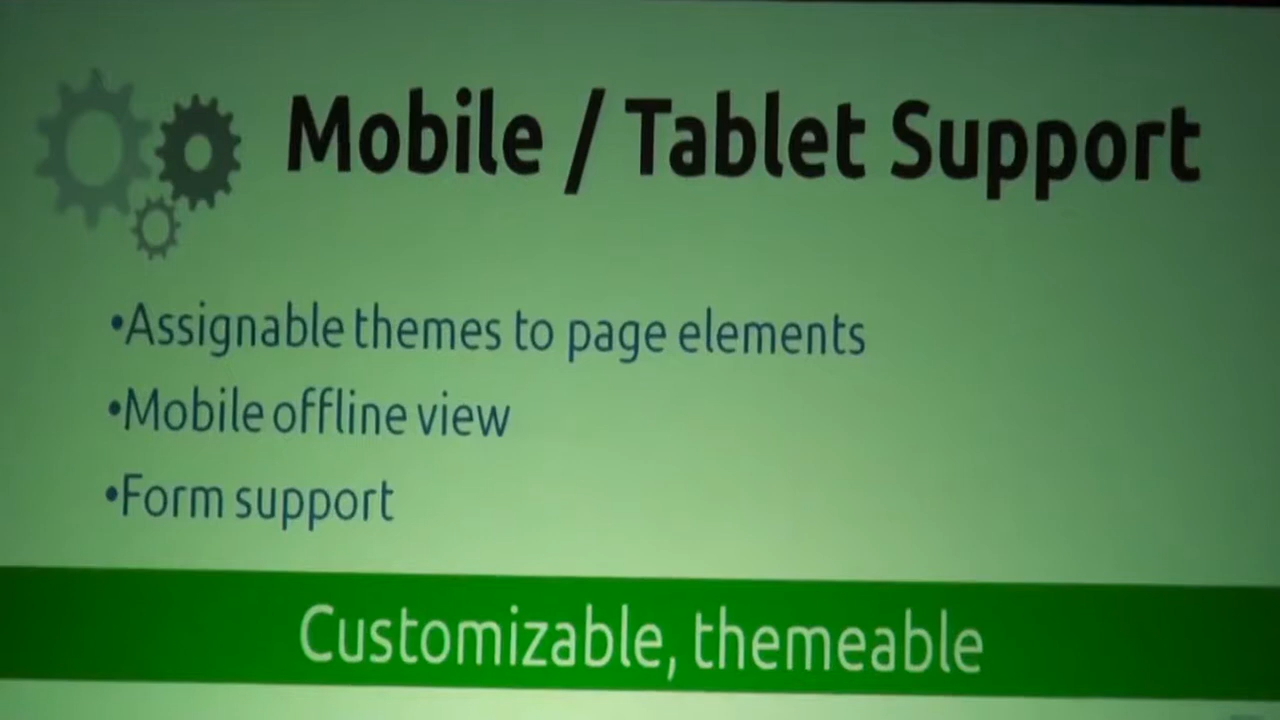 Mobile / Tablet Support
•Assignable themes to page elements
•Mobile offline view
•Form support
Customizable, themeable